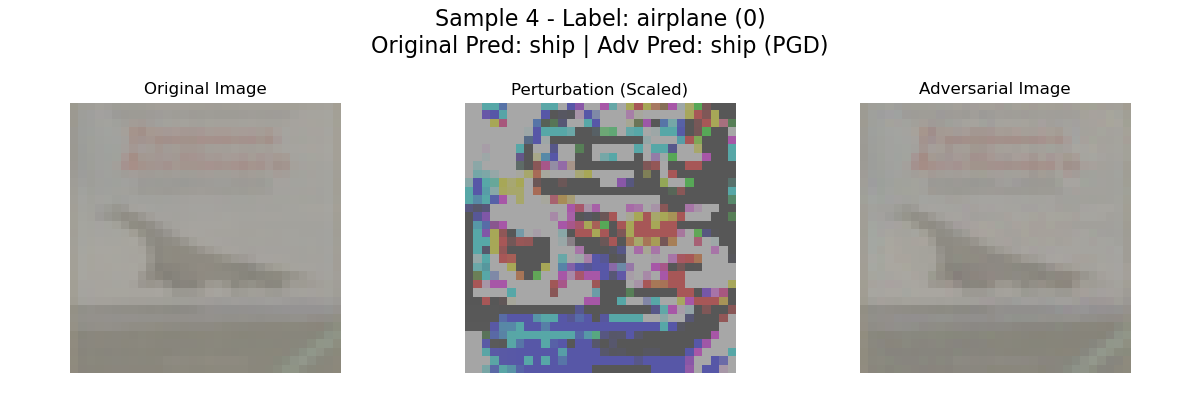 Sample 4 - Label: airplane (0)
Original Pred: ship | Adv Pred: ship (PGD)
Original Image
Perturbation (Scaled)
Adversarial Image